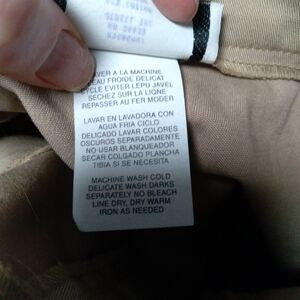 LAVER A LA MACHINE
EAU FROIDE DELICAT
CYCLE EVITER LEPU JAVEL
SECHEZ SUR LA LIGNE
REPASSER AU FER MODER
LAVAR EN LAVADORA CON
AGUA FRIA CICLO
DELICADO LAVAR COLORES
OSCUROS SEPARADAMENTE
NO USAR BLANQUEADOR
SECAR COLGADO PLANCHA
TIBIA SI SE NECESITA
MACHINE WASH COLD
DELICATE WASH DARKS
SEPARATELY NO BLEACH
LINE DRY, DRY WARM
IRON AS NEEDED